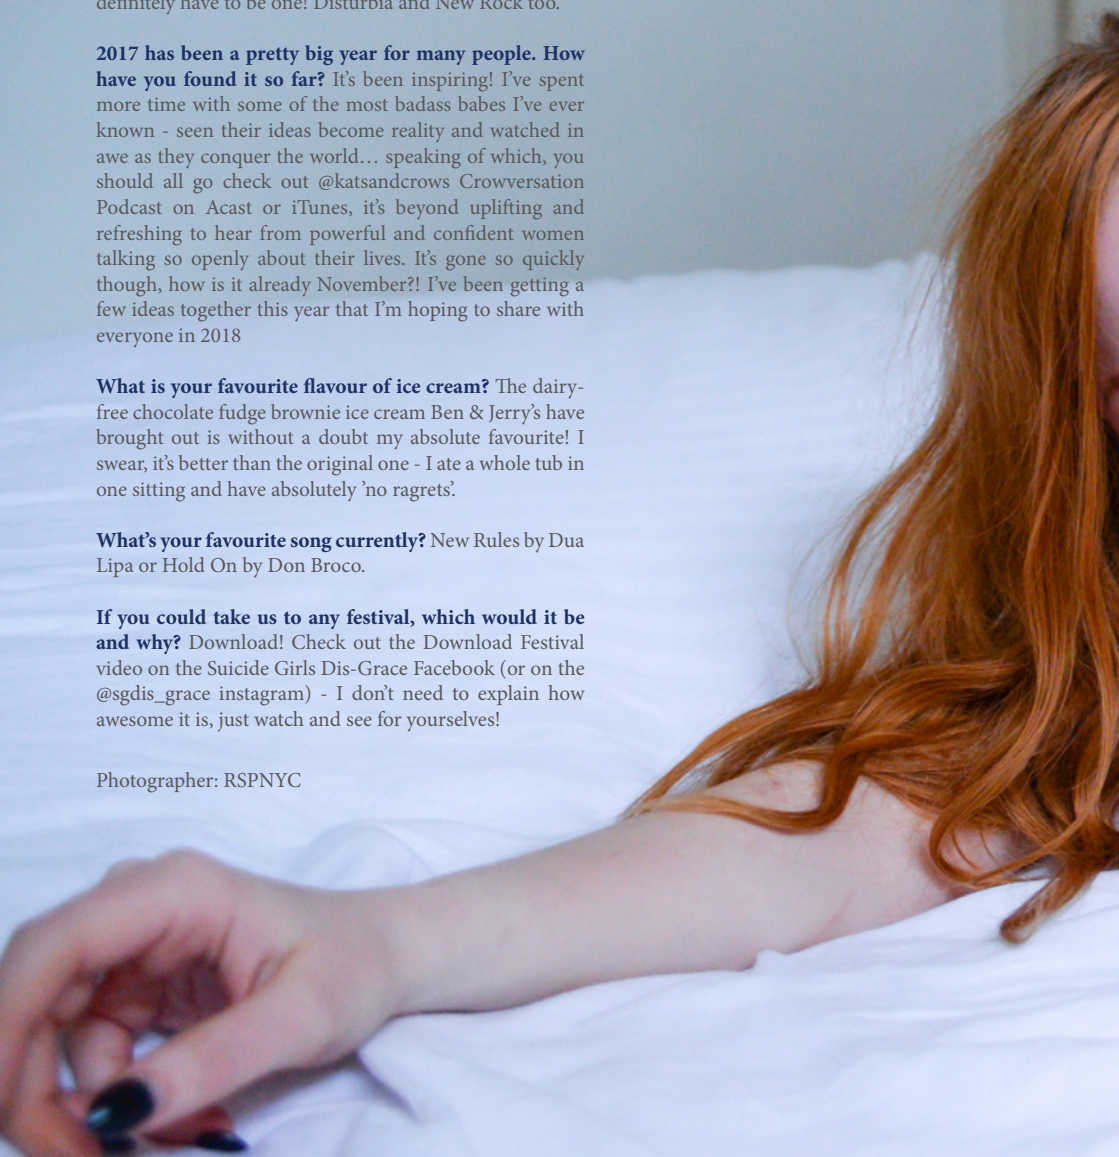 definitely have to be one! Disturbia and New Rock too.
2017 has been a pretty big year for many people. How
have you found it so far? It’s been inspiring! I’ve spent
more time with some of the most badass babes I’ve ever
known - seen their ideas become reality and watched in
awe as they conquer the world… speaking of which, you
should all go check out @katsandcrows Crowversation
Podcast on Acast or iTunes, it’s beyond uplifting and
refreshing to hear from powerful and confident women
talking so openly about their lives. It’s gone so quickly
though, how is it already November?! I’ve been getting a
few ideas together this year that I’m hoping to share with
everyone in 2018
What is your favourite flavour of ice cream? The dairy-
free chocolate fudge brownie ice cream Ben & Jerry’s have
brought out is without a doubt my absolute favourite! I
swear, it’s better than the original one - I ate a whole tub in
one sitting and have absolutely ’no ragrets’.
What’s your favourite song currently? New Rules by Dua
Lipa or Hold On by Don Broco.
If you could take us to any festival, which would it be
and why? Download! Check out the Download Festival
video on the Suicide Girls Dis-Grace Facebook (or on the
@sgdis_grace instagram) - I don’t need to explain how
awesome it is, just watch and see for yourselves!
Photographer: RSPNYC